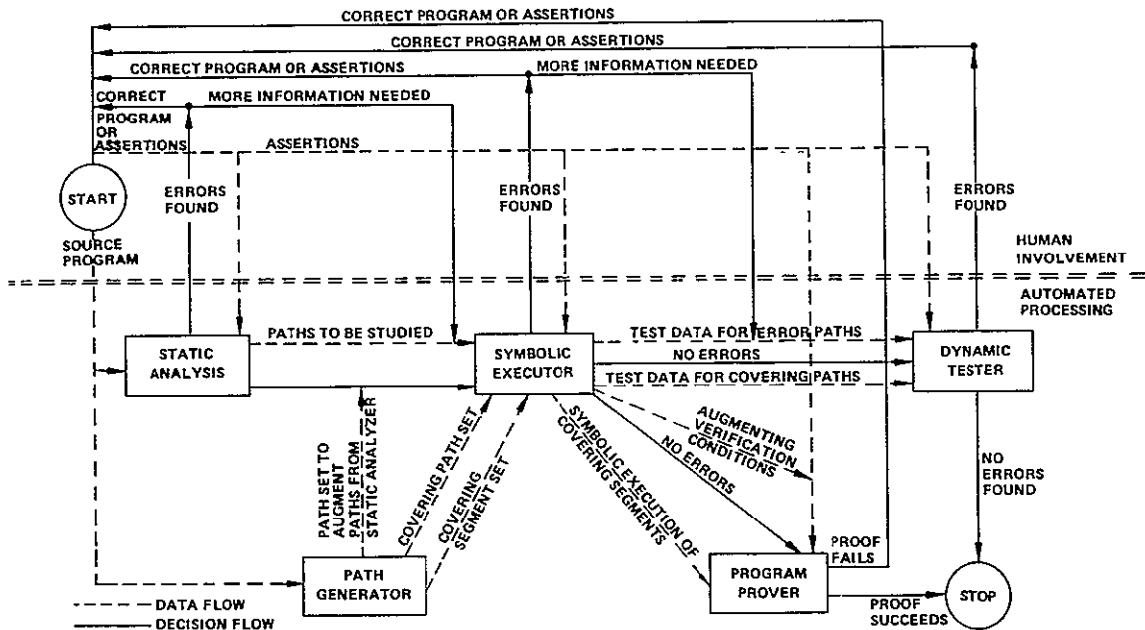 CORRECT PROGRAM OR ASSERTIONS
CORRECT PROGRAM OR ASSERTIONS
CORRECT PROGRAM OR ASSERTIONS
MORE INFORMATION NEEDED
CORRECT
PROGRAM
OR
ASSERTIONS
MORE INFORMATION NEEDED
ASSERTIONS
START
ERRORS
FOUND
ERRORS
FOUND
ERRORS
FOUND
SOURCE
PROGRAM
HUMAN
INVOLVEMENT
AUTOMATED
PROCESSING
STATIC
ANALYSIS
PATHS TO BE STUDIED
SYMBOLIC
EXECUTOR
TEST DATA FOR ERROR PATHS
NO ERRORS
TEST DATA FOR COVERING PATHS
DYNAMIC
TESTER
PATH SET TO
AUGMENT
PATHS FROM
STATIC ANALYZER
COVERING PATH SET
COVERING
SEGMENT SET
SYMBOLIC EXECUTION OF
COVERING SEGMENTS
NO ERRORS
AUGMENTING
VERIFICATION
CONDITIONS
NO
ERRORS
FOUND
PATH
GENERATOR
PROGRAM
PROVER
PROOF
FAILS
PROOF
SUCCEEDS
STOP
DATA FLOW
DECISION FLOW